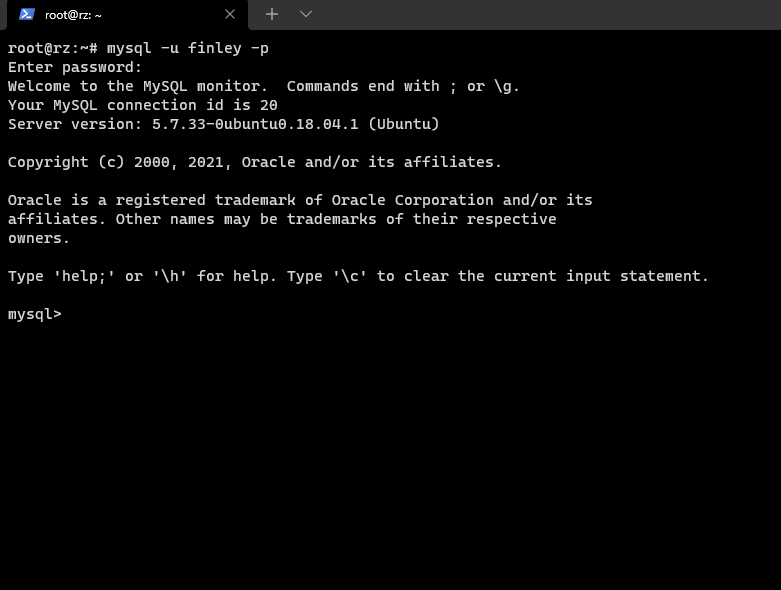 root@rz: ~
root@rz:~# mysql -u finley -p
Enter password:
Welcome to the MySQL monitor.  Commands end with ; or \g.
Your MySQL connection id is 20
Server version: 5.7.33-0ubuntu0.18.04.1 (Ubuntu)
Copyright (c) 2000, 2021, Oracle and/or its affiliates.
Oracle is a registered trademark of Oracle Corporation and/or its
affiliates. Other names may be trademarks of their respective
owners.
Type 'help;' or '\h' for help. Type '\c' to clear the current input statement.
mysql>